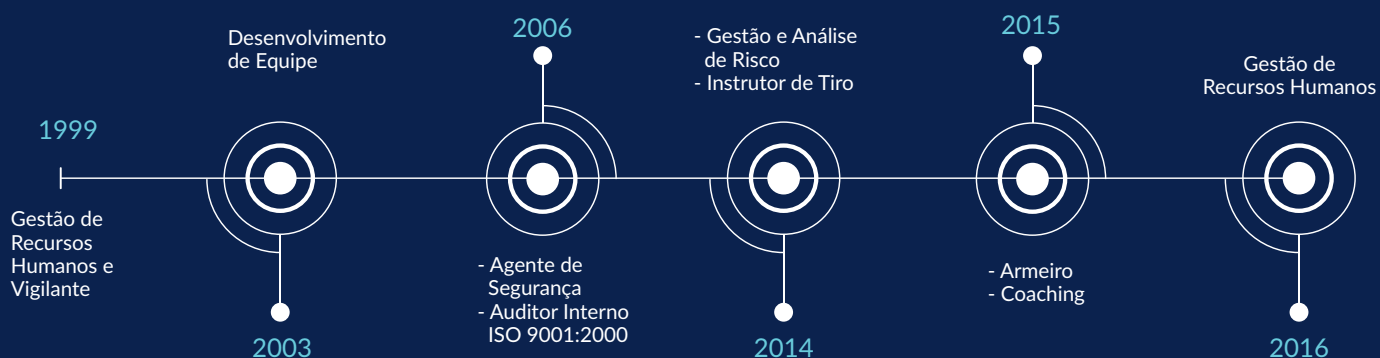 1999
Gestão de
Recursos
Humanos e
Vigilante
Desenvolvimento
de Equipe
2003
2006
- Agente de
Segurança
- Auditor Interno
ISO 9001:2000
- Gestão e Análise
de Risco
- Instrutor de Tiro
2014
2015
- Armeiro
- Coaching
Gestão de
Recursos Humanos
2016